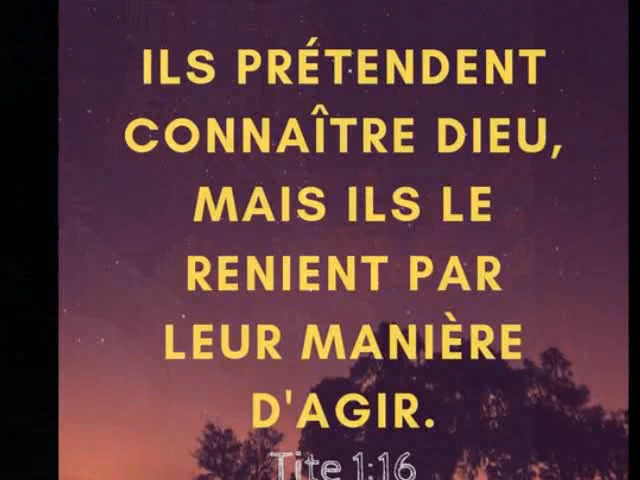 ILS PRÉTENDENT
CONNAÎTRE DIEU,
MAIS ILS LE
RENIENT PAR
LEUR MANIÈRE
D'AGIR.
Tite 1:16